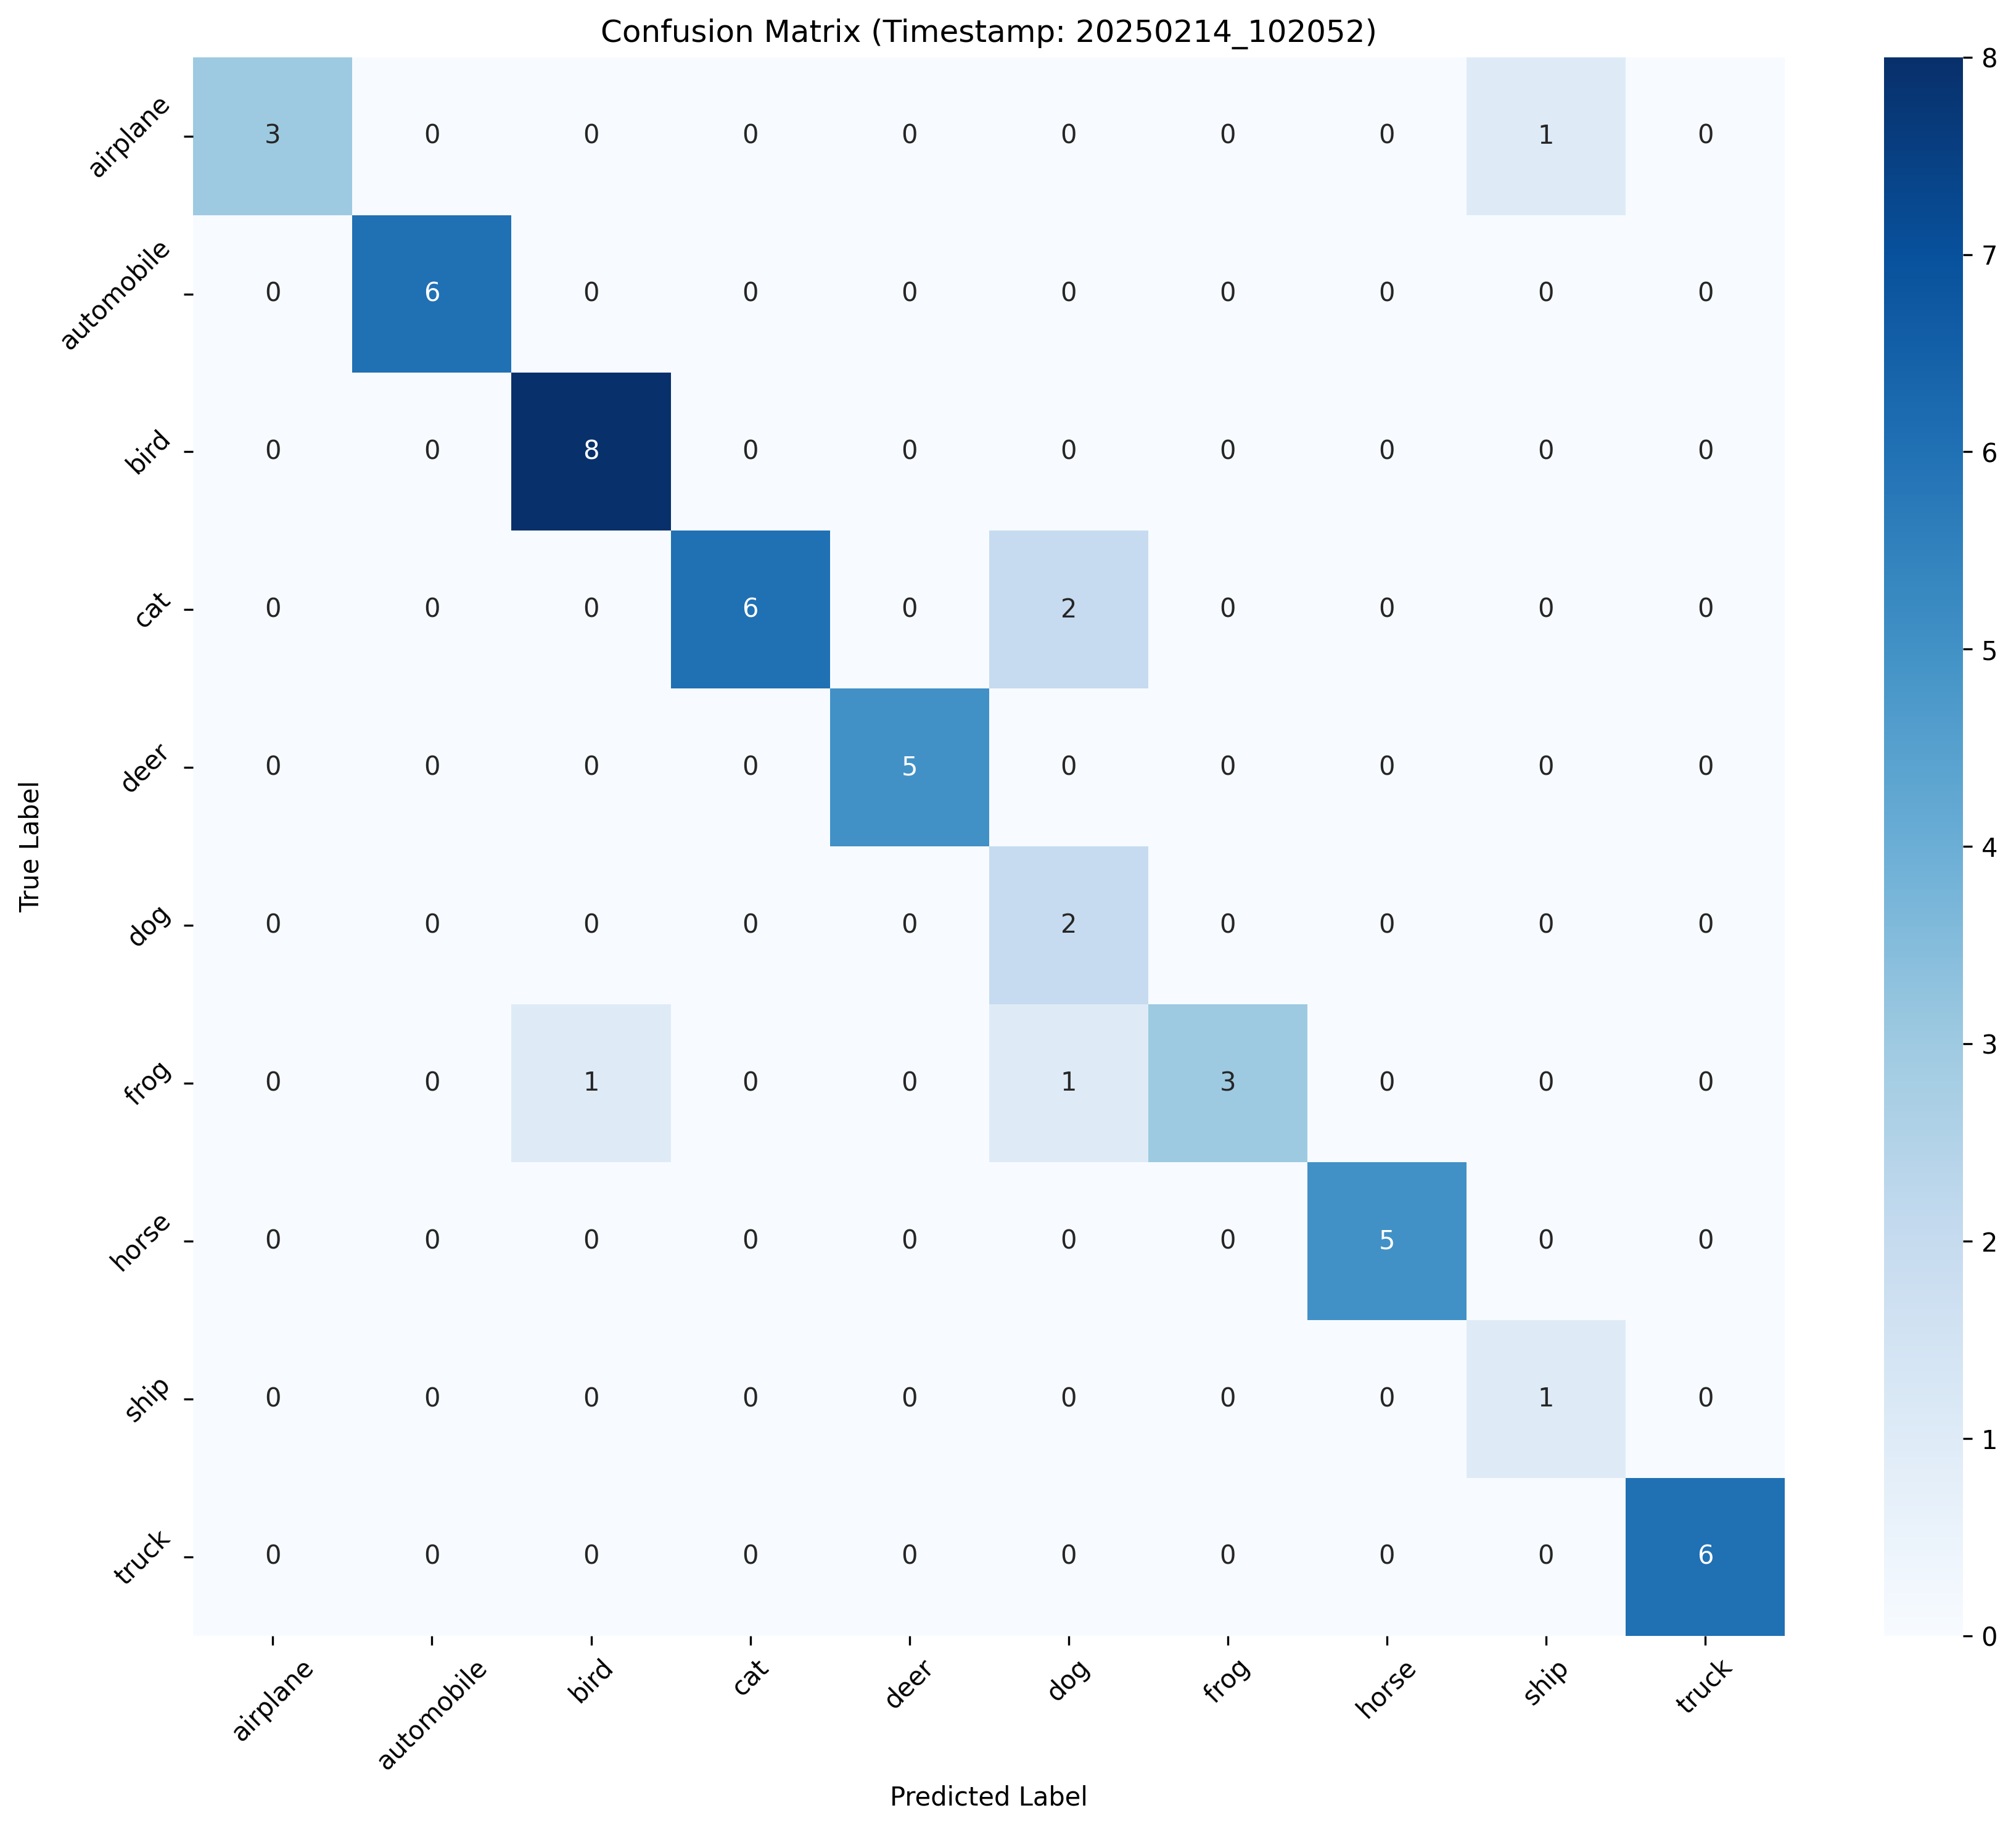 Confusion Matrix (Timestamp: 20250214_102052)
True Label
airplane 3 0 0 0 0 0 0 0 1 0
automobile 0 6 0 0 0 0 0 0 0 0
bird 0 0 8 0 0 0 0 0 0 0
cat 0 0 0 6 0 2 0 0 0 0
deer 0 0 0 0 5 0 0 0 0 0
dog 0 0 0 0 0 2 0 0 0 0
frog 0 0 1 0 0 1 3 0 0 0
horse 0 0 0 0 0 0 0 5 0 0
ship 0 0 0 0 0 0 0 0 1 0
truck 0 0 0 0 0 0 0 0 0 6
airplane automobile bird cat deer dog frog horse ship truck
Predicted Label
8
7
6
5
4
3
2
1
0